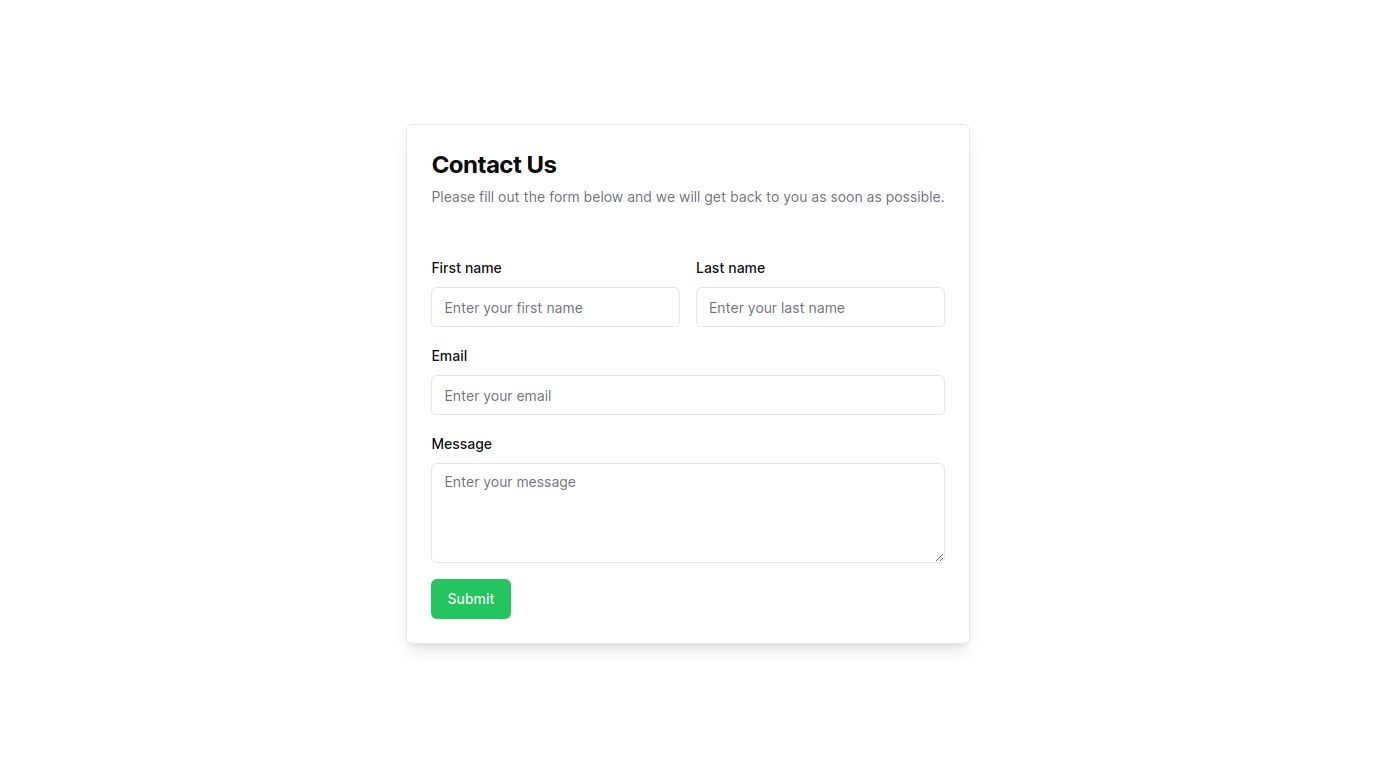 Contact Us
Please fill out the form below and we will get back to you as soon as possible.
First name
Last name
Enter your first name
Enter your last name
Email
Enter your email
Message
Enter your message
Submit